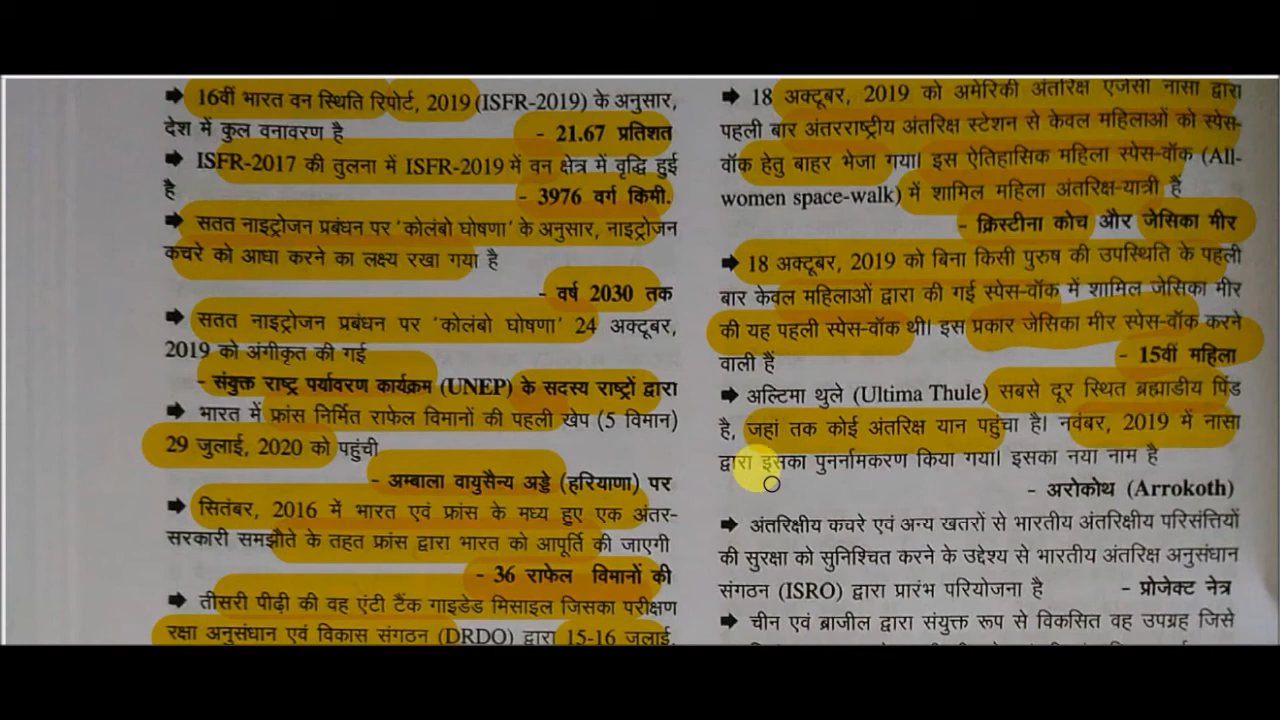 ➡ 16वीं भारत वन स्थिति रिपोर्ट, 2019 (ISFR-2019) के अनुसार,
देश में कुल वनावरण है - 21.67 प्रतिशत
➡ ISFR-2017 की तुलना में ISFR-2019 में वन क्षेत्र में वृद्धि हुई
है - 3976 वर्ग किमी.
➡ सतत नाइट्रोजन प्रबंधन पर 'कोलंबो घोषणा' के अनुसार, नाइट्रोजन
कचरे को आधा करने का लक्ष्य रखा गया है
- वर्ष 2030 तक
➡ सतत नाइट्रोजन प्रबंधन पर 'कोलंबो घोषणा' 24 अक्टूबर,
2019 को अंगीकृत की गई
- संयुक्त राष्ट्र पर्यावरण कार्यक्रम (UNEP) के सदस्य राष्ट्रों द्वारा
➡ भारत में फ्रांस निर्मित राफेल विमानों की पहली खेप (5 विमान)
29 जुलाई, 2020 को पहुंची
- अम्बाला वायुसैन्य अड्डे (हरियाणा) पर
➡ सितंबर, 2016 में भारत एवं फ्रांस के मध्य हुए एक अंतर-
सरकारी समझौते के तहत फ्रांस द्वारा भारत को आपूर्ति की जाएगी
- 36 राफेल विमानों की
➡ तीसरी पीढ़ी की वह एंटी टैंक गाइडेड मिसाइल जिसका परीक्षण
रक्षा अनुसंधान एवं विकास संगठन (DRDO) द्वारा 15-16 जुलाई,
➡ 18 अक्टूबर, 2019 को अमेरिकी अंतरिक्ष एजेंसी नासा द्वारा
पहली बार अंतरराष्ट्रीय अंतरिक्ष स्टेशन से केवल महिलाओं को स्पेस-
वॉक हेतु बाहर भेजा गया। इस ऐतिहासिक महिला स्पेस-वॉक (All-
women space-walk) में शामिल महिला अंतरिक्ष-यात्री हैं
- क्रिस्टीना कोच और जेसिका मीर
➡ 18 अक्टूबर, 2019 को बिना किसी पुरुष की उपस्थिति के पहली
बार केवल महिलाओं द्वारा की गई स्पेस-वॉक में शामिल जेसिका मीर
की यह पहली स्पेस-वॉक थी। इस प्रकार जेसिका मीर स्पेस-वॉक करने
वाली हैं - 15वीं महिला
➡ अल्टिमा थुले (Ultima Thule) सबसे दूर स्थित ब्रह्माडीय पिंड
है, जहां तक कोई अंतरिक्ष यान पहुंचा है। नवंबर, 2019 में नासा
द्वारा इसका पुनर्नामकरण किया गया। इसका नया नाम है
- अरोकोथ (Arrokoth)
➡ अंतरिक्षीय कचरे एवं अन्य खतरों से भारतीय अंतरिक्षीय परिसंत्तियों
की सुरक्षा को सुनिश्चित करने के उद्देश्य से भारतीय अंतरिक्ष अनुसंधान
संगठन (ISRO) द्वारा प्रारंभ परियोजना है - प्रोजेक्ट नेत्र
➡ चीन एवं ब्राजील द्वारा संयुक्त रूप से विकसित वह उपग्रह जिसे